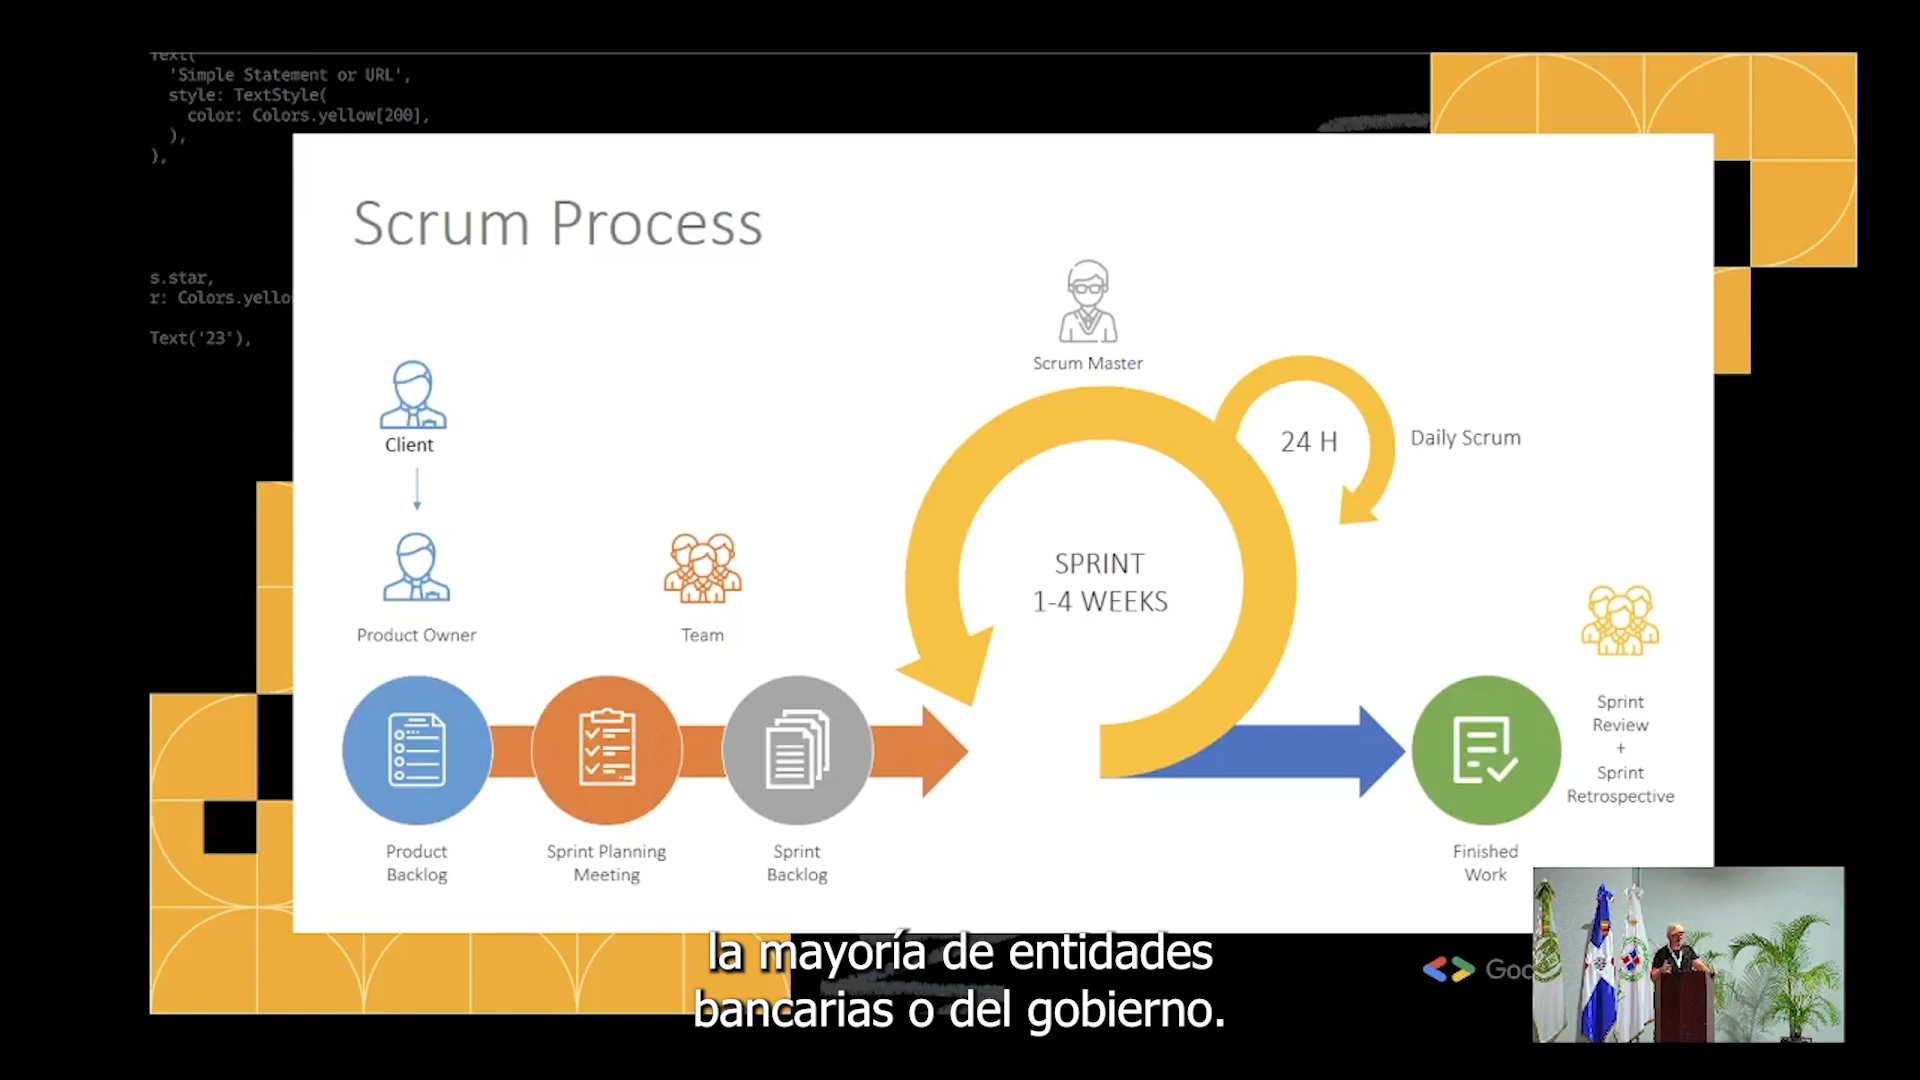 Text(
'Simple Statement or URL',
style: TextStyle(
color: Colors.yellow[200],
),
),
s.star,
r: Colors.yello
Text('23'),
Scrum Process
Scrum Master
Client
24 H
Daily Scrum
SPRINT
1-4 WEEKS
Product Owner
Team
Sprint
Review
+
Sprint
Retrospective
Product
Backlog
Sprint Planning
Meeting
Sprint
Backlog
Finished
Work
la mayoría de entidades
bancarias o del gobierno.
Goo